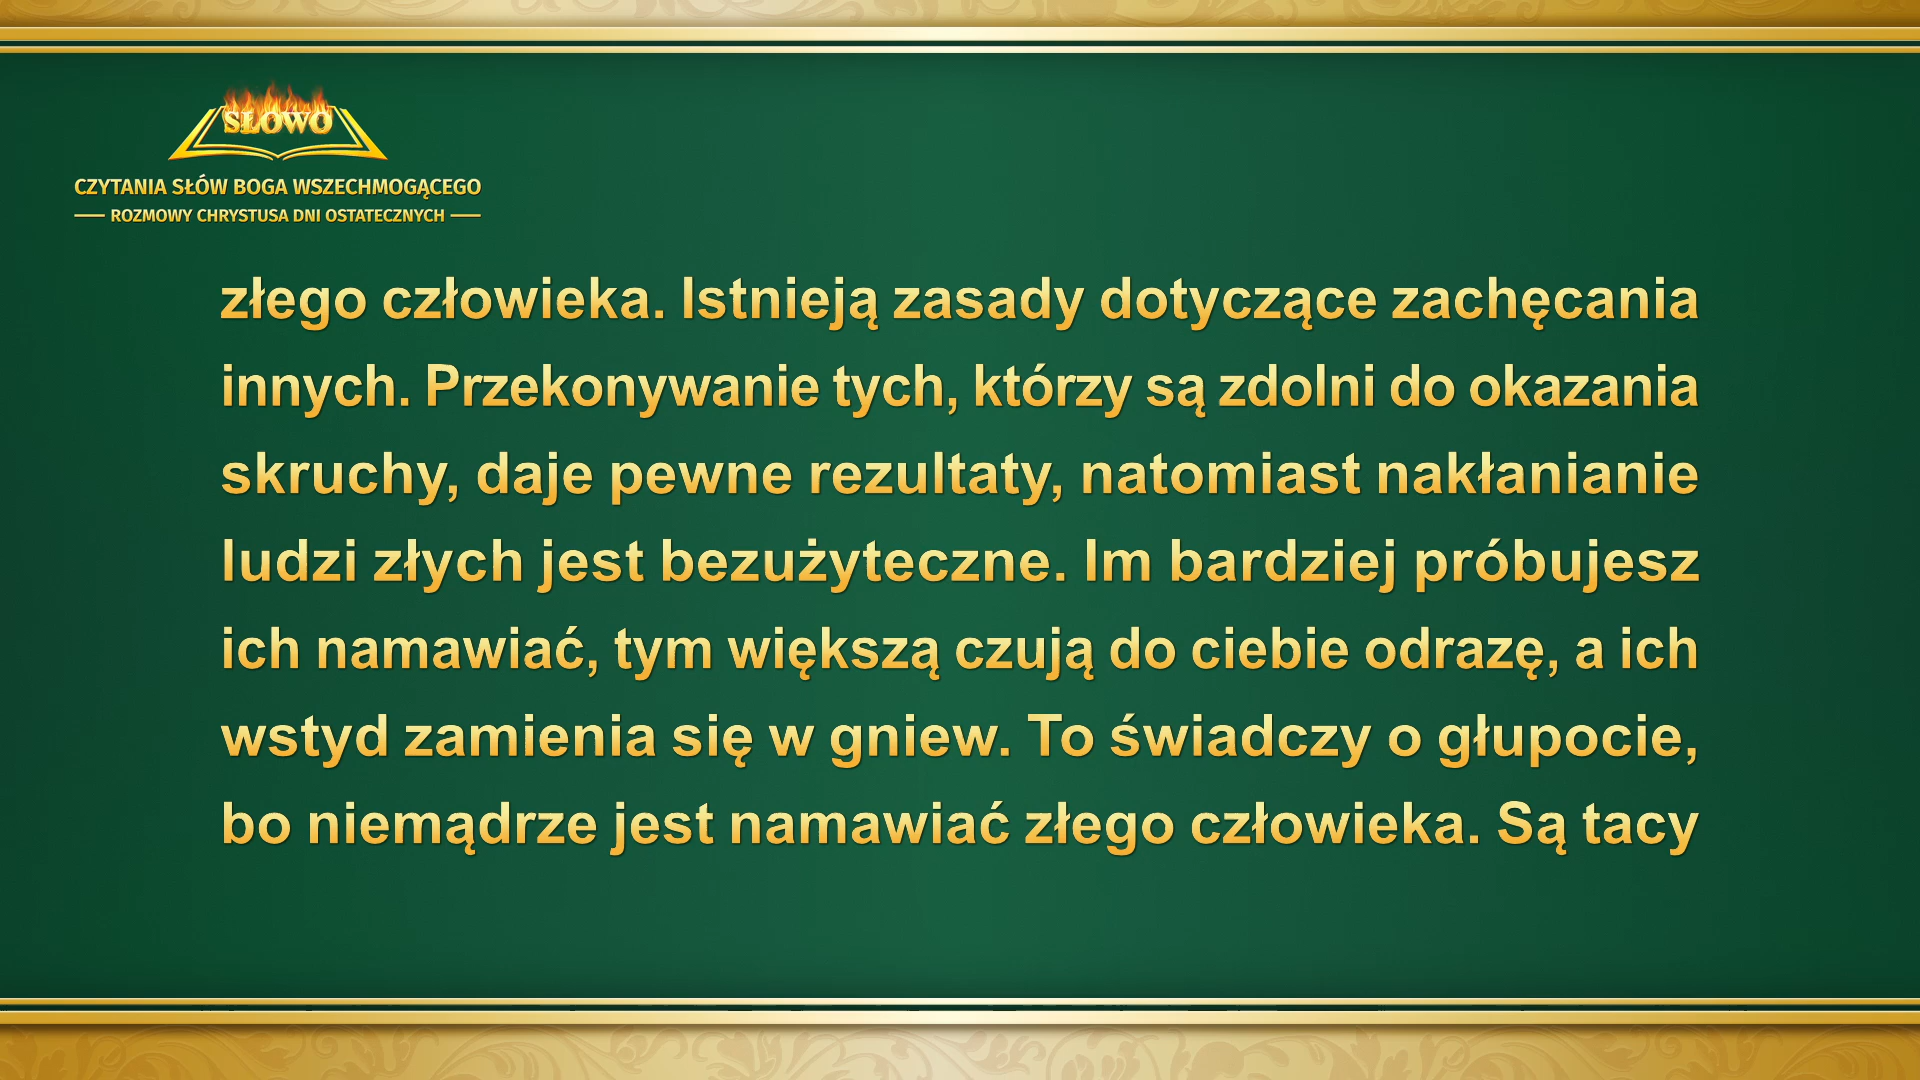 SŁOWO
CZYTANIA SŁÓW BOGA WSZECHMOGĄCEGO
ROZMOWY CHRYSTUSA DNI OSTATECZNYCH
złego człowieka. Istnieją zasady dotyczące zachęcania
innych. Przekonywanie tych, którzy są zdolni do okazania
skruchy, daje pewne rezultaty, natomiast nakłanianie
ludzi złych jest bezużyteczne. Im bardziej próbujesz
ich namawiać, tym większą czują do ciebie odrazę, a ich
wstyd zamienia się w gniew. To świadczy o głupocie,
bo niemądrze jest namawiać złego człowieka. Są tacy